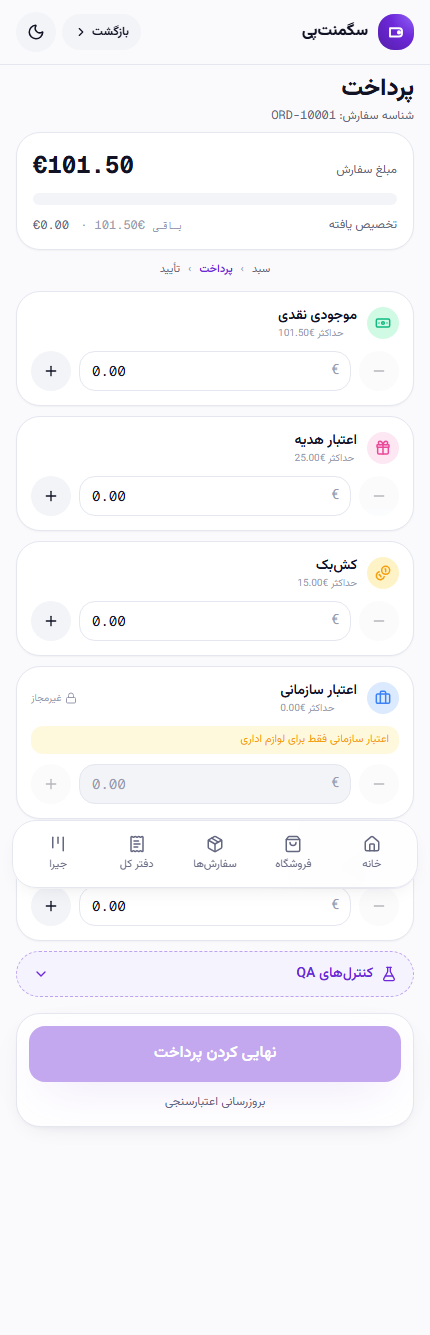 سگمنت‌پی
بازگشت
پرداخت
شناسه سفارش: ORD-10001
مبلغ سفارش
€101.50
تخصیص یافته
€0.00 · باقی 101.50€
سبد › پرداخت › تأیید
موجودی نقدی
حداکثر 101.50€
€
0.00
اعتبار هدیه
حداکثر 25.00€
€
0.00
کش‌بک
حداکثر 15.00€
€
0.00
اعتبار سازمانی
غیرمجاز
حداکثر 0.00€
اعتبار سازمانی فقط برای لوازم اداری
€
0.00
خانه
فروشگاه
سفارش‌ها
دفتر کل
جیرا
€
0.00
کنترل‌های QA
نهایی کردن پرداخت
بروزرسانی اعتبارسنجی